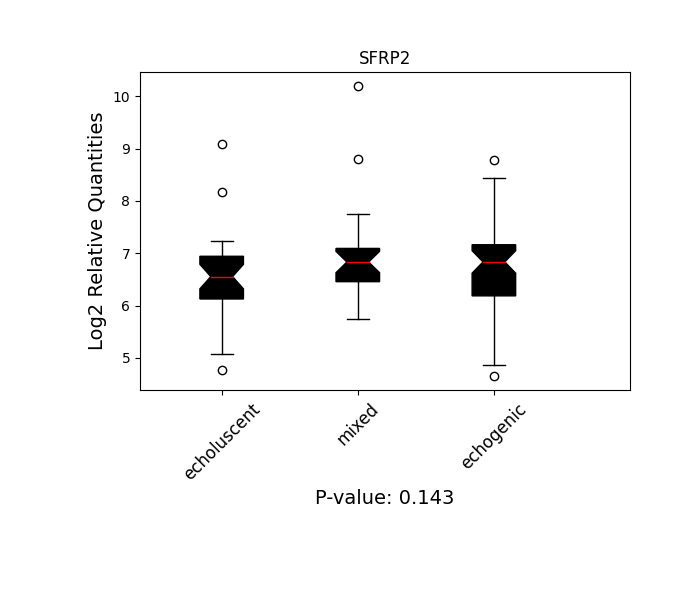 SFRP2
Log2 Relative Quantities
10
9
8
7
6
5
echoluscent
mixed
echogenic
P-value: 0.143